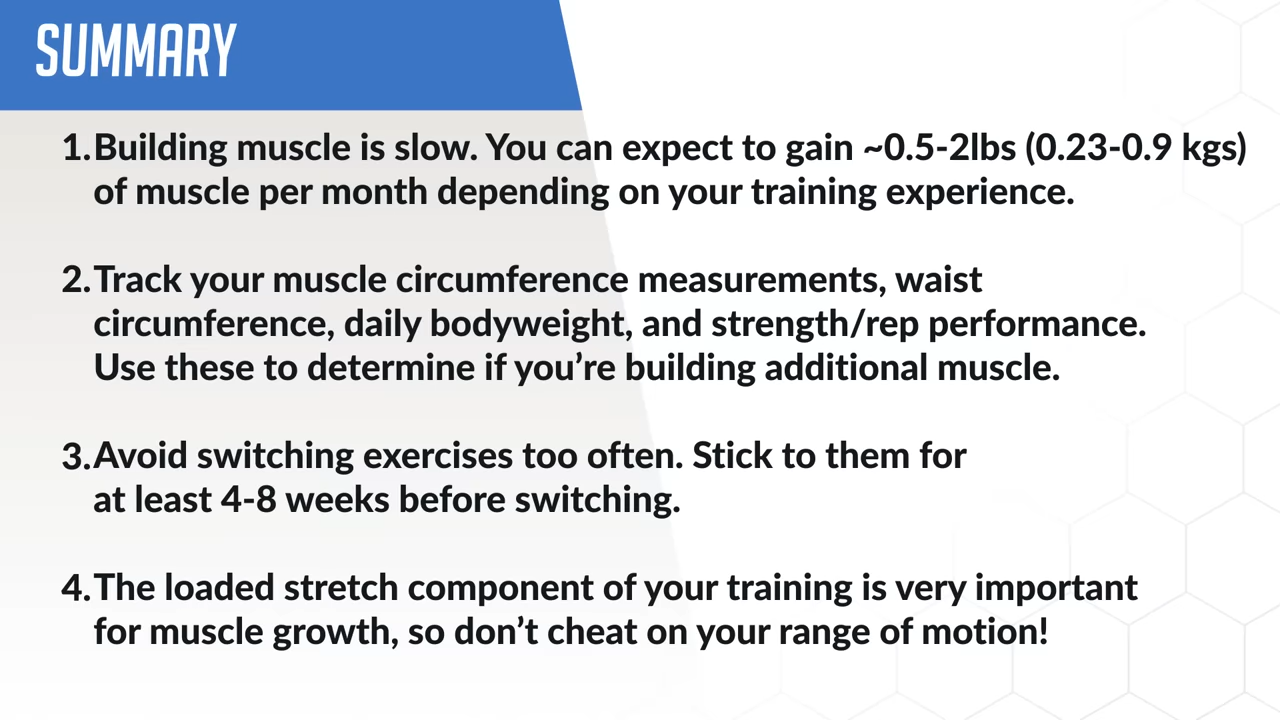 SUMMARY
1. Building muscle is slow. You can expect to gain ~0.5-2lbs (0.23-0.9 kgs)
of muscle per month depending on your training experience.
2. Track your muscle circumference measurements, waist
circumference, daily bodyweight, and strength/rep performance.
Use these to determine if you’re building additional muscle.
3. Avoid switching exercises too often. Stick to them for
at least 4-8 weeks before switching.
4. The loaded stretch component of your training is very important
for muscle growth, so don’t cheat on your range of motion!